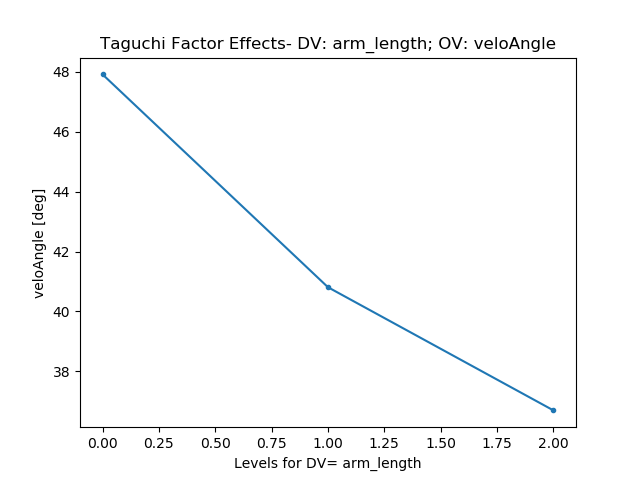 Taguchi Factor Effects- DV: arm_length; OV: veloAngle
48
46
44
42
40
38
veloAngle [deg]
0.00 0.25 0.50 0.75 1.00 1.25 1.50 1.75 2.00
Levels for DV= arm_length